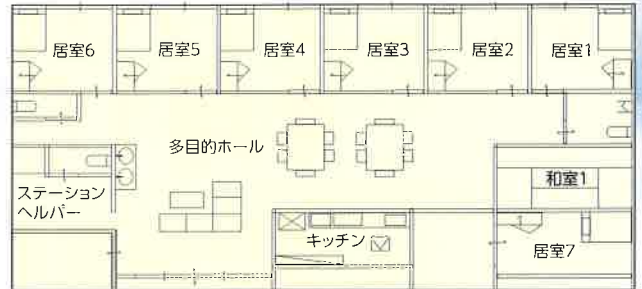 居室6
居室5
居室4
居室3
居室2
居室1
多目的ホール
和室1
ステーション
ヘルパー
キッチン
居室7